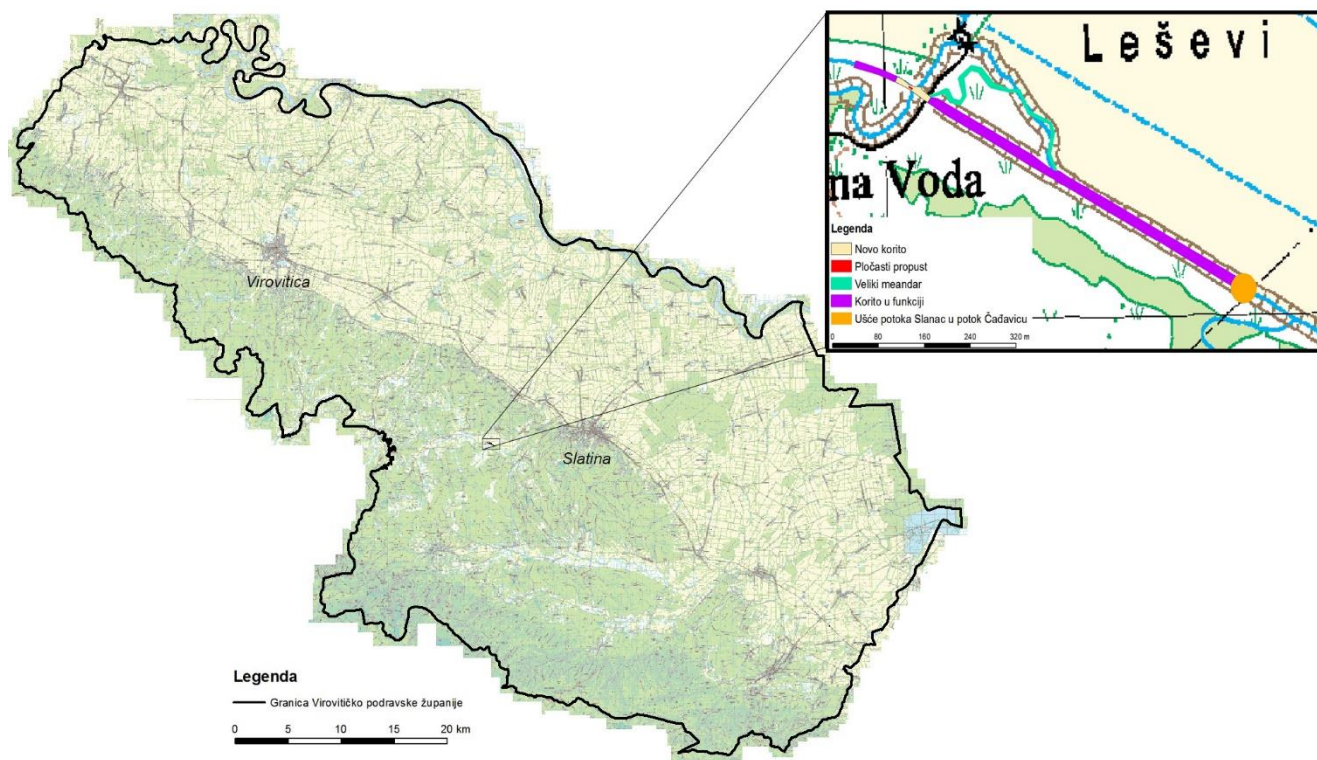 Leševi
na Voda
Legenda
Novo korito
Pločasti propust
Veliki meandar
Korito u funkciji
Ušće potoka Slanac u potok Čađavicu
0 80 160 240 320 m
Virovitica
Slatina
Legenda
Granica Virovitičko podravske županije
0 5 10 15 20 km